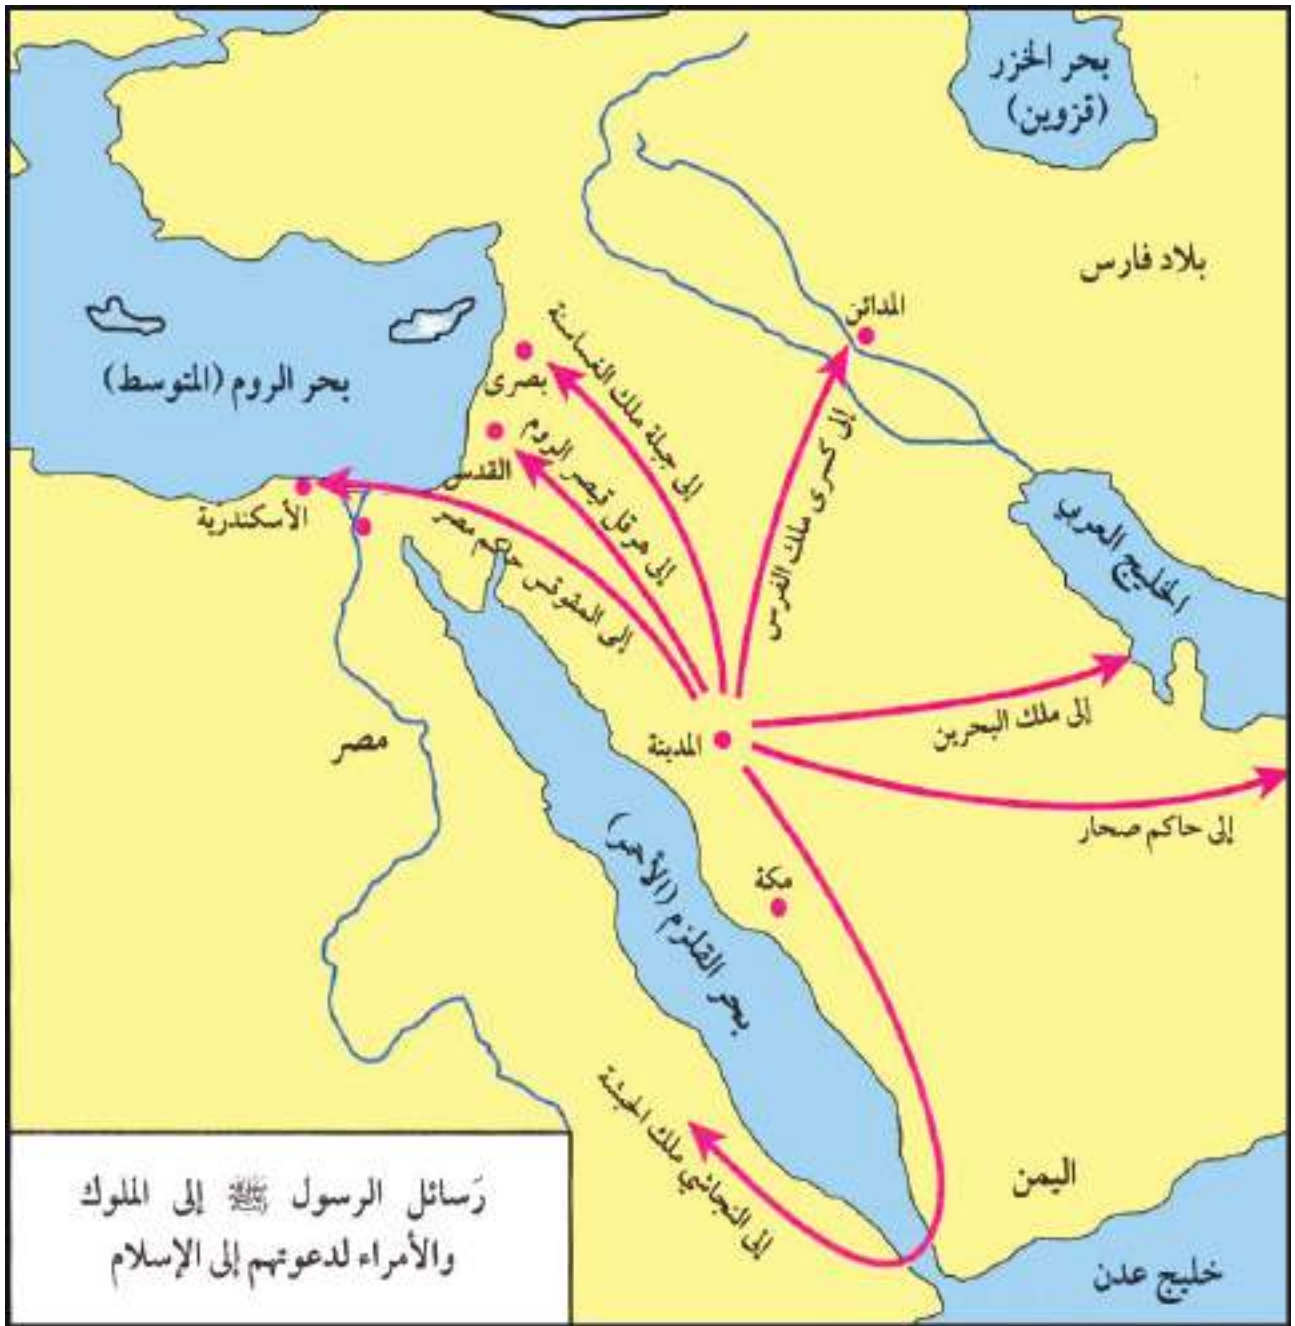 بحر الخزر
(قزوين)
بلاد فارس
المدائن
بصرى
القدس
بحر الروم (المتوسط)
الأسكندرية
إلى جبلة ملك الغساسنة
إلى هرقل قيصر الروم
إلى المقوقس حاكم مصر
إلى كسرى ملك الفرس
الخليج العربي
إلى ملك البحرين
المدينة
مصر
إلى حاكم صحار
مكة
بحر القلزم (الأحمر)
إلى النجاشي ملك الحبشة
اليمن
خليج عدن
رَسائل الرسول ﷺ إلى الملوك
والأمراء لدعوتهم إلى الإسلام